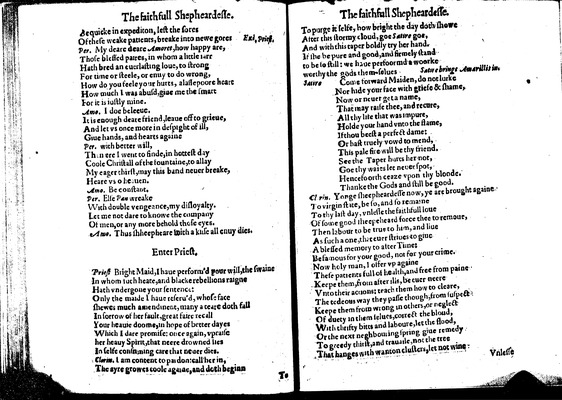 The faithfull Shepheardesse.
Be quicke in expedition, lest the sores
Of these weake patients, breake into newe gores Exi, Priest.
Per. My deare deare Amoret, how happy are,
Those blessed paires, in whom a little iarr
Hath bred an everlasting loue, to strong
For time or steele, or enuy to do wrong,
How do you feele your hurts, alasse poore heart
How much I was abusd, giue me the smart
For it is iustly mine.
Amo. I doe beleeue.
It is enough deare friend, leaue off to grieue,
And let vs once more in despight of ill,
Giue hands, and hearts againe
Per. with better will,
Then ere I went to finde, in hottest day
Coole Christall of the fountaine, to allay
My eager thirst, may this band neuer breake,
Heare vs o heuen.
Amo. Be constant.
Per. Else Pan wreake
With double vengeance, my disloyalty.
Let me not dare to know the company
Of men, or any more behold those eyes.
Amo. Thus shheepheard with a kisse all enuy dies.
Enter Priest.
Priest Bright Maid, I haue perform'd your will, the swaine
In whom such heate, and blacke rebellions raigne
Hath vndergone your sentence:
Only the maide I haue reseru'd, whose face
shewes much amendment, many a teare doth fall
In sorrow of her fault, great faire recall
Your heauie doome, in hope of better dayes
Which I dare promise: once againe, vpraise
her heauy Spirit, that neere drowned lies
In selfe consuming care that neuer dies.
Clorin. I am content to pardon: call her in,
The ayre growes coole againe, and doth beginn
To
The faithfull Shepheardesse.
To purge it selfe, how bright the day doth showe
After this stormy cloud, goe Satyr goe,
And with this taper boldly try her hand.
If she be pure and good, and firmely stand
to be so still: we haue perform d a woorke
worthy the gods themselues Satyr brings Amarillis in.
Satyr Come forward Maiden, do not lurke
Nor hide your face with griefe & shame,
Now or neuer get a name,
That may raise thee, and recure,
All thy life that was impure,
Holde your hand vnto the flame,
If thou beest a perfect dame:
Or hast truely vowd to mend,
This pale fire will be thy friend.
See the Taper hurts her not,
Goe thy waies let neuer spot,
Henceforth ceaze vpon thy blonde.
Thanke the Gods and still be good.
Clorin. Yonge sheepheardesse now, ye are brought againe
To virgin state, be so, and so remaine
To thy last day, vnlesse the faithfull loue
Of some good sheepeheard force thee to remoue,
Then labour to be true to him, and liue
As such a one, that euer striues to giue
A blessed memory to after Times
Be famous for your good, not for your crime.
Now holy man, I offer vp againe
These patients full of health, and free from paine
Keepe them, from after ils, be euer neere
Vnto their actions: teach them how to cleare,
The tedeous way they passe though, from suspect
Keepe them from wronn in others, or neglect
Of duety in them selues, correct the bloud,
With thrifty bitts and laboure, let the floud,
Or the next neighbouring spring giue remedy
To greedy thirst, and trauaile, not the tree
That hanges with wanton clusters, let not wine
Vnlesse